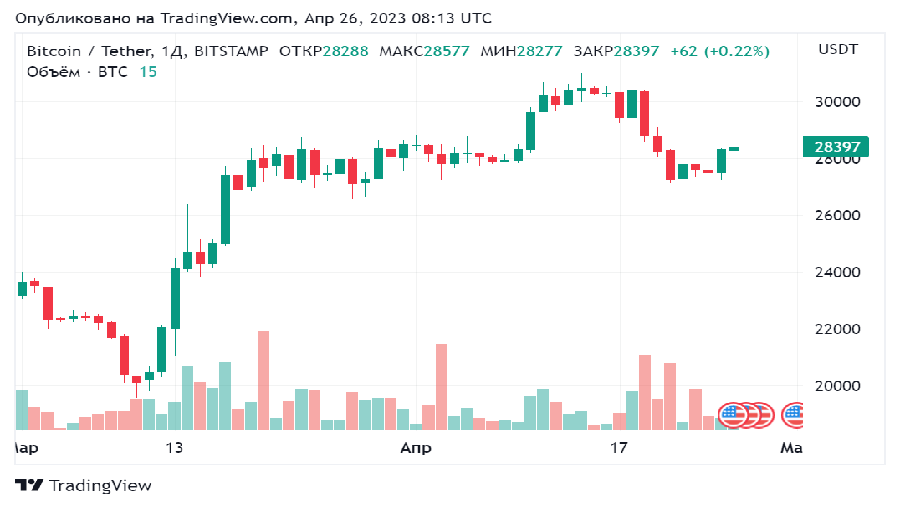 Опубликовано на TradingView.com, Апр 26, 2023 08:13 UTC
Bitcoin / Tether, 1Д, BITSTAMP ОТКР28288 МАКС28577 МИН28277 ЗАКР28397 +62 (+0.22%) USDT
Объём · BTC 15
30000
28397
28000
26000
24000
22000
20000
Мар 13 Апр 17 Ма
TradingView